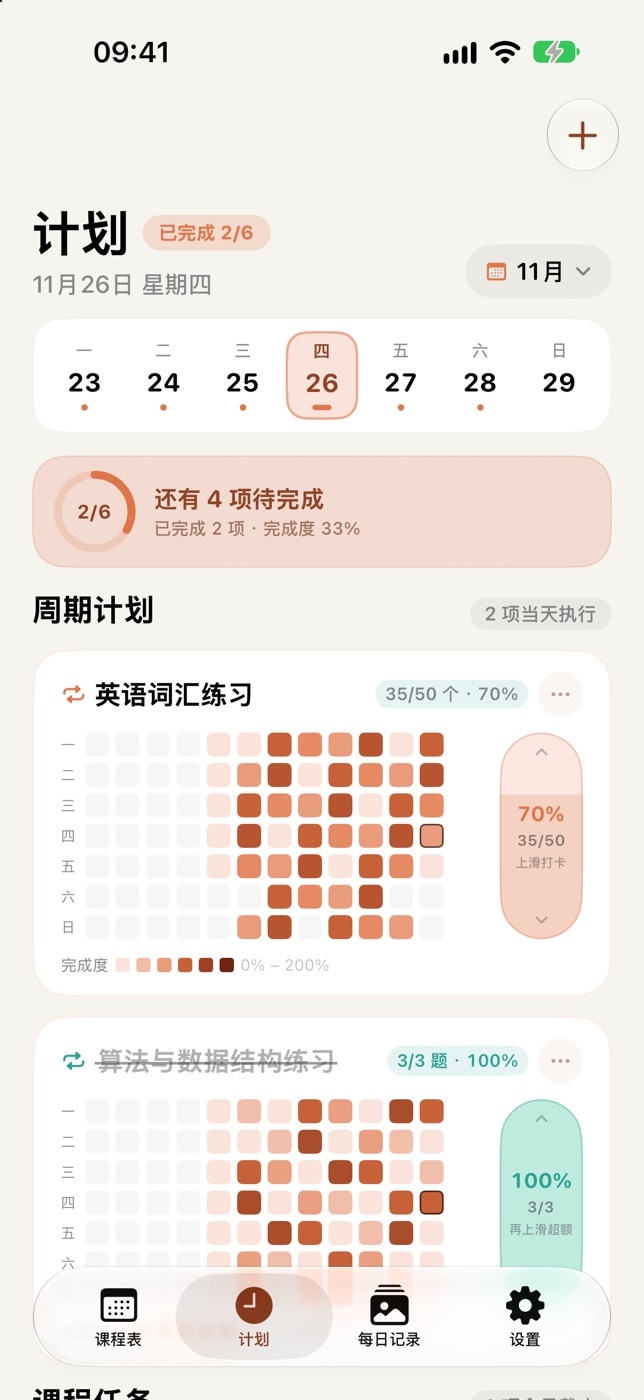 09:41
计划 已完成 2/6
11月26日 星期四
11月
一 二 三 四 五 六 日
23 24 25 26 27 28 29
2/6
还有 4 项待完成
已完成 2 项 · 完成度 33%
周期计划
2 项当天执行
英语词汇练习
35/50 个 · 70%
一
二
三
四
五
六
日
70%
35/50
上滑打卡
完成度 0% – 200%
算法与数据结构练习
3/3 题 · 100%
一
二
三
四
五
六
100%
3/3
再上滑超额
课程表
计划
每日记录
设置
课程任务